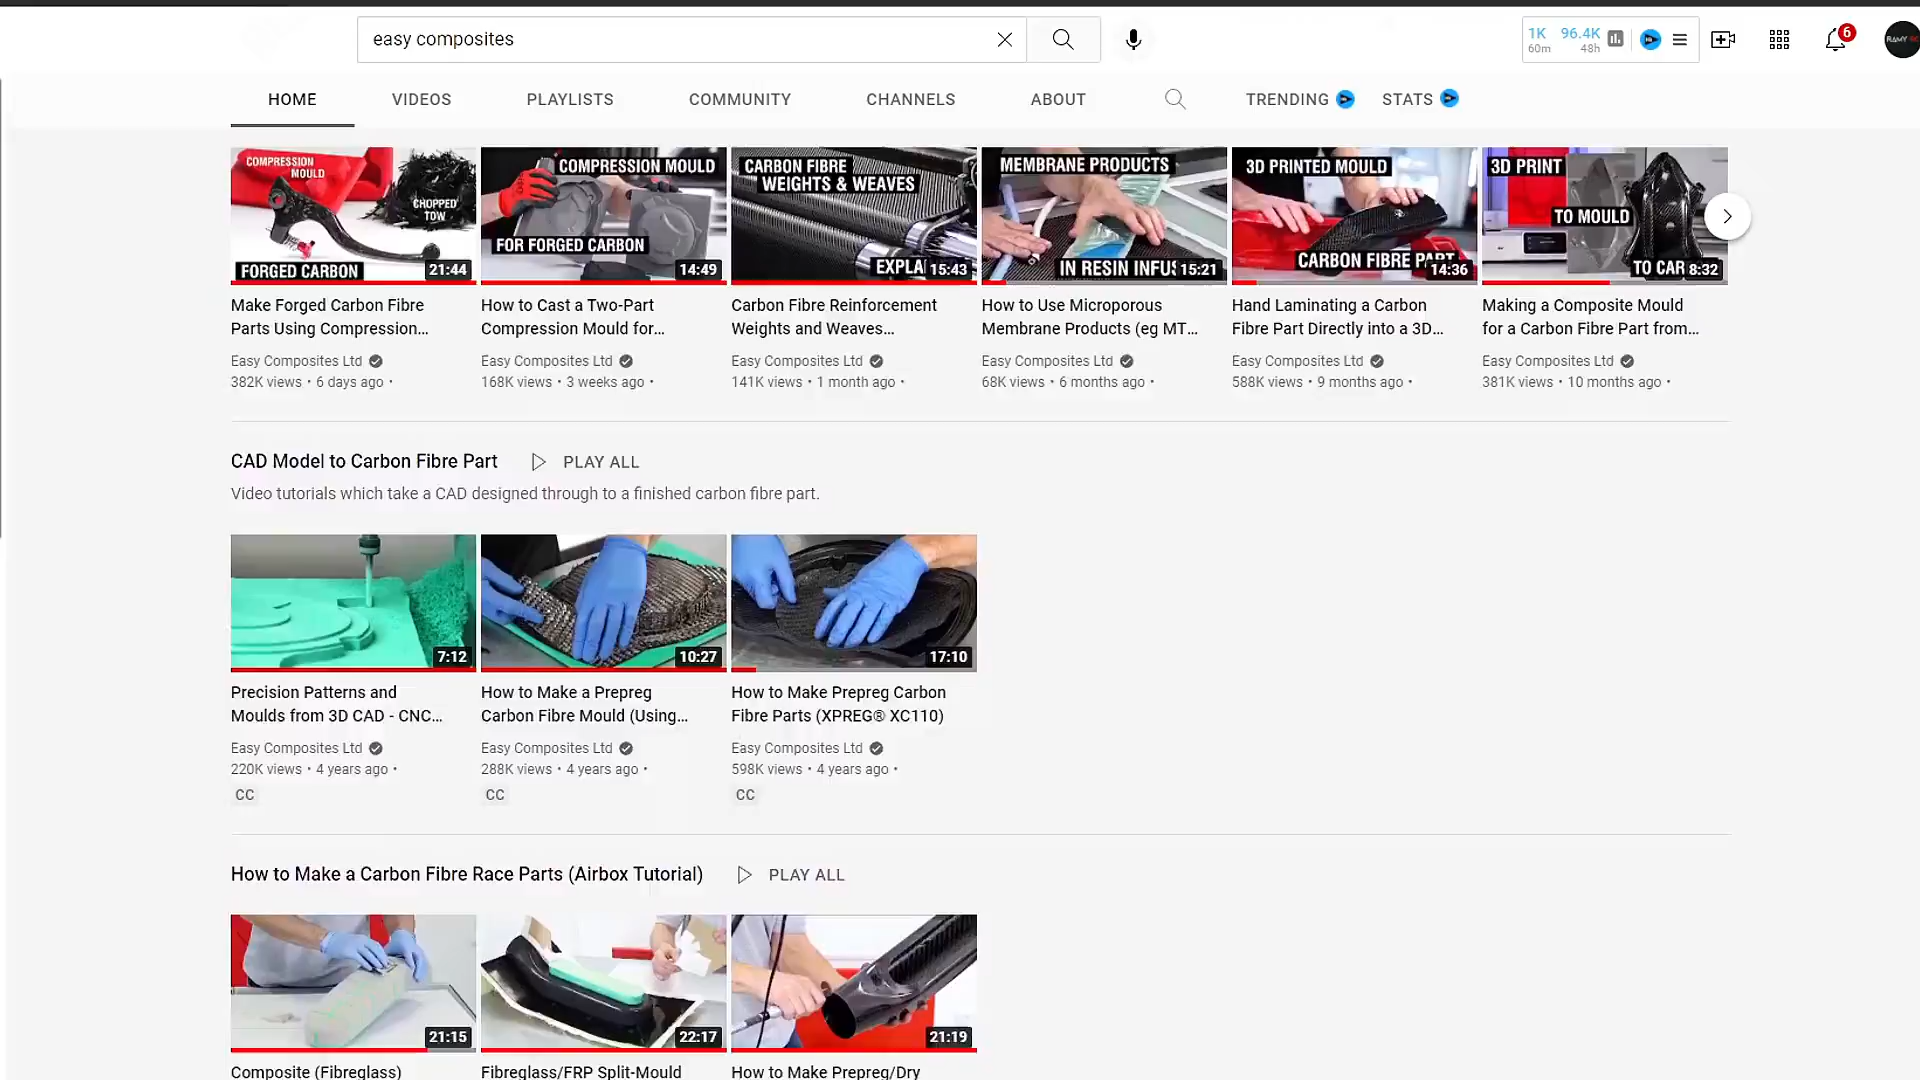 easy composites
1K 96.4K
60m 48h
6
HOME VIDEOS PLAYLISTS COMMUNITY CHANNELS ABOUT TRENDING STATS
COMPRESSION
MOULD
CHOPPED
TOW
FORGED CARBON
21:44
COMPRESSION MOULD
FOR FORGED CARBON
14:49
CARBON FIBRE
WEIGHTS & WEAVES
EXPLA
15:43
MEMBRANE PRODUCTS
IN RESIN INFUS
15:21
3D PRINTED MOULD
CARBON FIBRE PART
14:36
3D PRINT
TO MOULD
TO CAR
8:32
Make Forged Carbon Fibre
Parts Using Compression...
Easy Composites Ltd
382K views • 6 days ago •
How to Cast a Two-Part
Compression Mould for...
Easy Composites Ltd
168K views • 3 weeks ago •
Carbon Fibre Reinforcement
Weights and Weaves...
Easy Composites Ltd
141K views • 1 month ago •
How to Use Microporous
Membrane Products (eg MT...
Easy Composites Ltd
68K views • 6 months ago •
Hand Laminating a Carbon
Fibre Part Directly into a 3D...
Easy Composites Ltd
588K views • 9 months ago •
Making a Composite Mould
for a Carbon Fibre Part from...
Easy Composites Ltd
381K views • 10 months ago •
CAD Model to Carbon Fibre Part PLAY ALL
Video tutorials which take a CAD designed through to a finished carbon fibre part.
7:12
10:27
17:10
Precision Patterns and
Moulds from 3D CAD - CNC...
Easy Composites Ltd
220K views • 4 years ago •
CC
How to Make a Prepreg
Carbon Fibre Mould (Using...
Easy Composites Ltd
288K views • 4 years ago •
CC
How to Make Prepreg Carbon
Fibre Parts (XPREG® XC110)
Easy Composites Ltd
598K views • 4 years ago •
CC
How to Make a Carbon Fibre Race Parts (Airbox Tutorial) PLAY ALL
21:15
22:17
21:19
Composite (Fibreglass)
Fibreglass/FRP Split-Mould
How to Make Prepreg/Dry